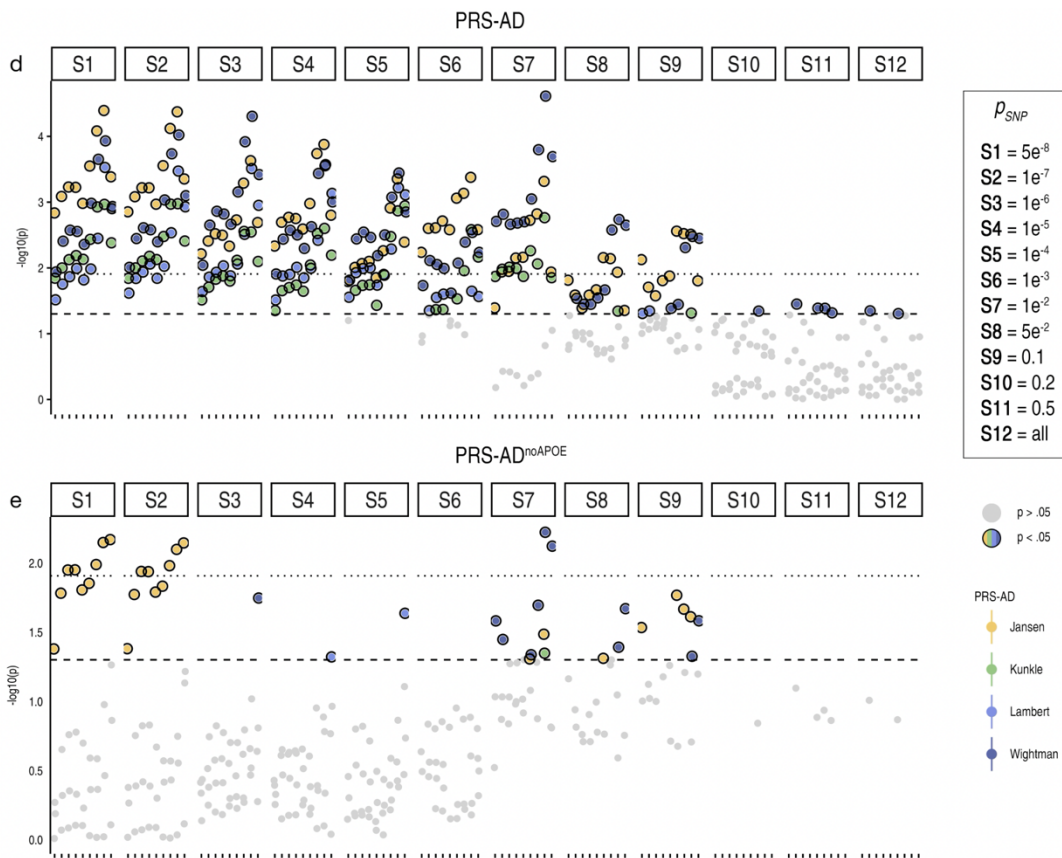 PRS-AD
d
S1 S2 S3 S4 S5 S6 S7 S8 S9 S10 S11 S12
-log10(p)
4
3
2
1
0
pSNP
S1 = 5e-8
S2 = 1e-7
S3 = 1e-6
S4 = 1e-5
S5 = 1e-4
S6 = 1e-3
S7 = 1e-2
S8 = 5e-2
S9 = 0.1
S10 = 0.2
S11 = 0.5
S12 = all
PRS-ADnoAPOE
e
S1 S2 S3 S4 S5 S6 S7 S8 S9 S10 S11 S12
-log10(p)
2.0
1.5
1.0
0.5
0.0
p > .05
p < .05
PRS-AD
Jansen
Kunkle
Lambert
Wightman